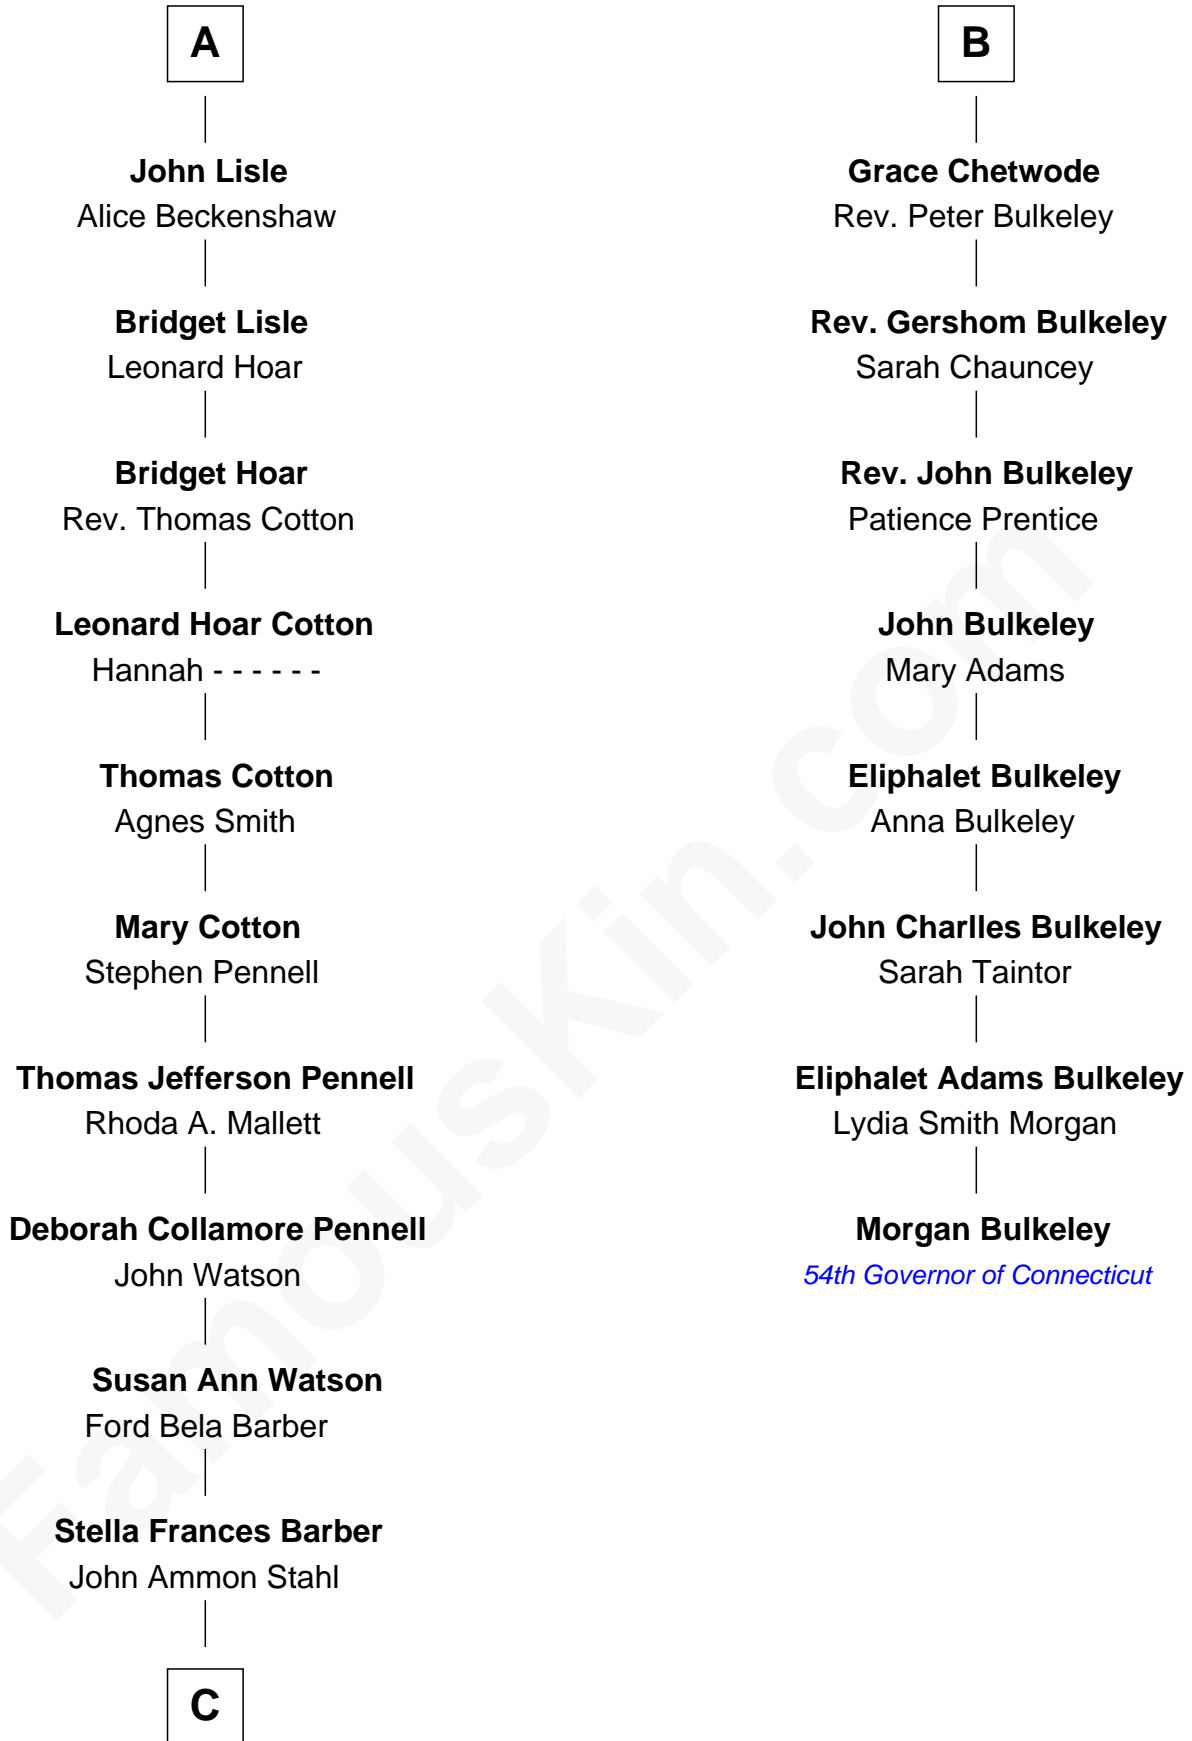 A
John Lisle
Alice Beckenshaw
Bridget Lisle
Leonard Hoar
Bridget Hoar
Rev. Thomas Cotton
Leonard Hoar Cotton
Hannah - - - - - -
Thomas Cotton
Agnes Smith
Mary Cotton
Stephen Pennell
Thomas Jefferson Pennell
Rhoda A. Mallett
Deborah Collamore Pennell
John Watson
Susan Ann Watson
Ford Bela Barber
Stella Frances Barber
John Ammon Stahl
C
B
Grace Chetwode
Rev. Peter Bulkeley
Rev. Gershom Bulkeley
Sarah Chauncey
Rev. John Bulkeley
Patience Prentice
John Bulkeley
Mary Adams
Eliphalet Bulkeley
Anna Bulkeley
John Charlles Bulkeley
Sarah Taintor
Eliphalet Adams Bulkeley
Lydia Smith Morgan
Morgan Bulkeley
54th Governor of Connecticut
FamousKin.com